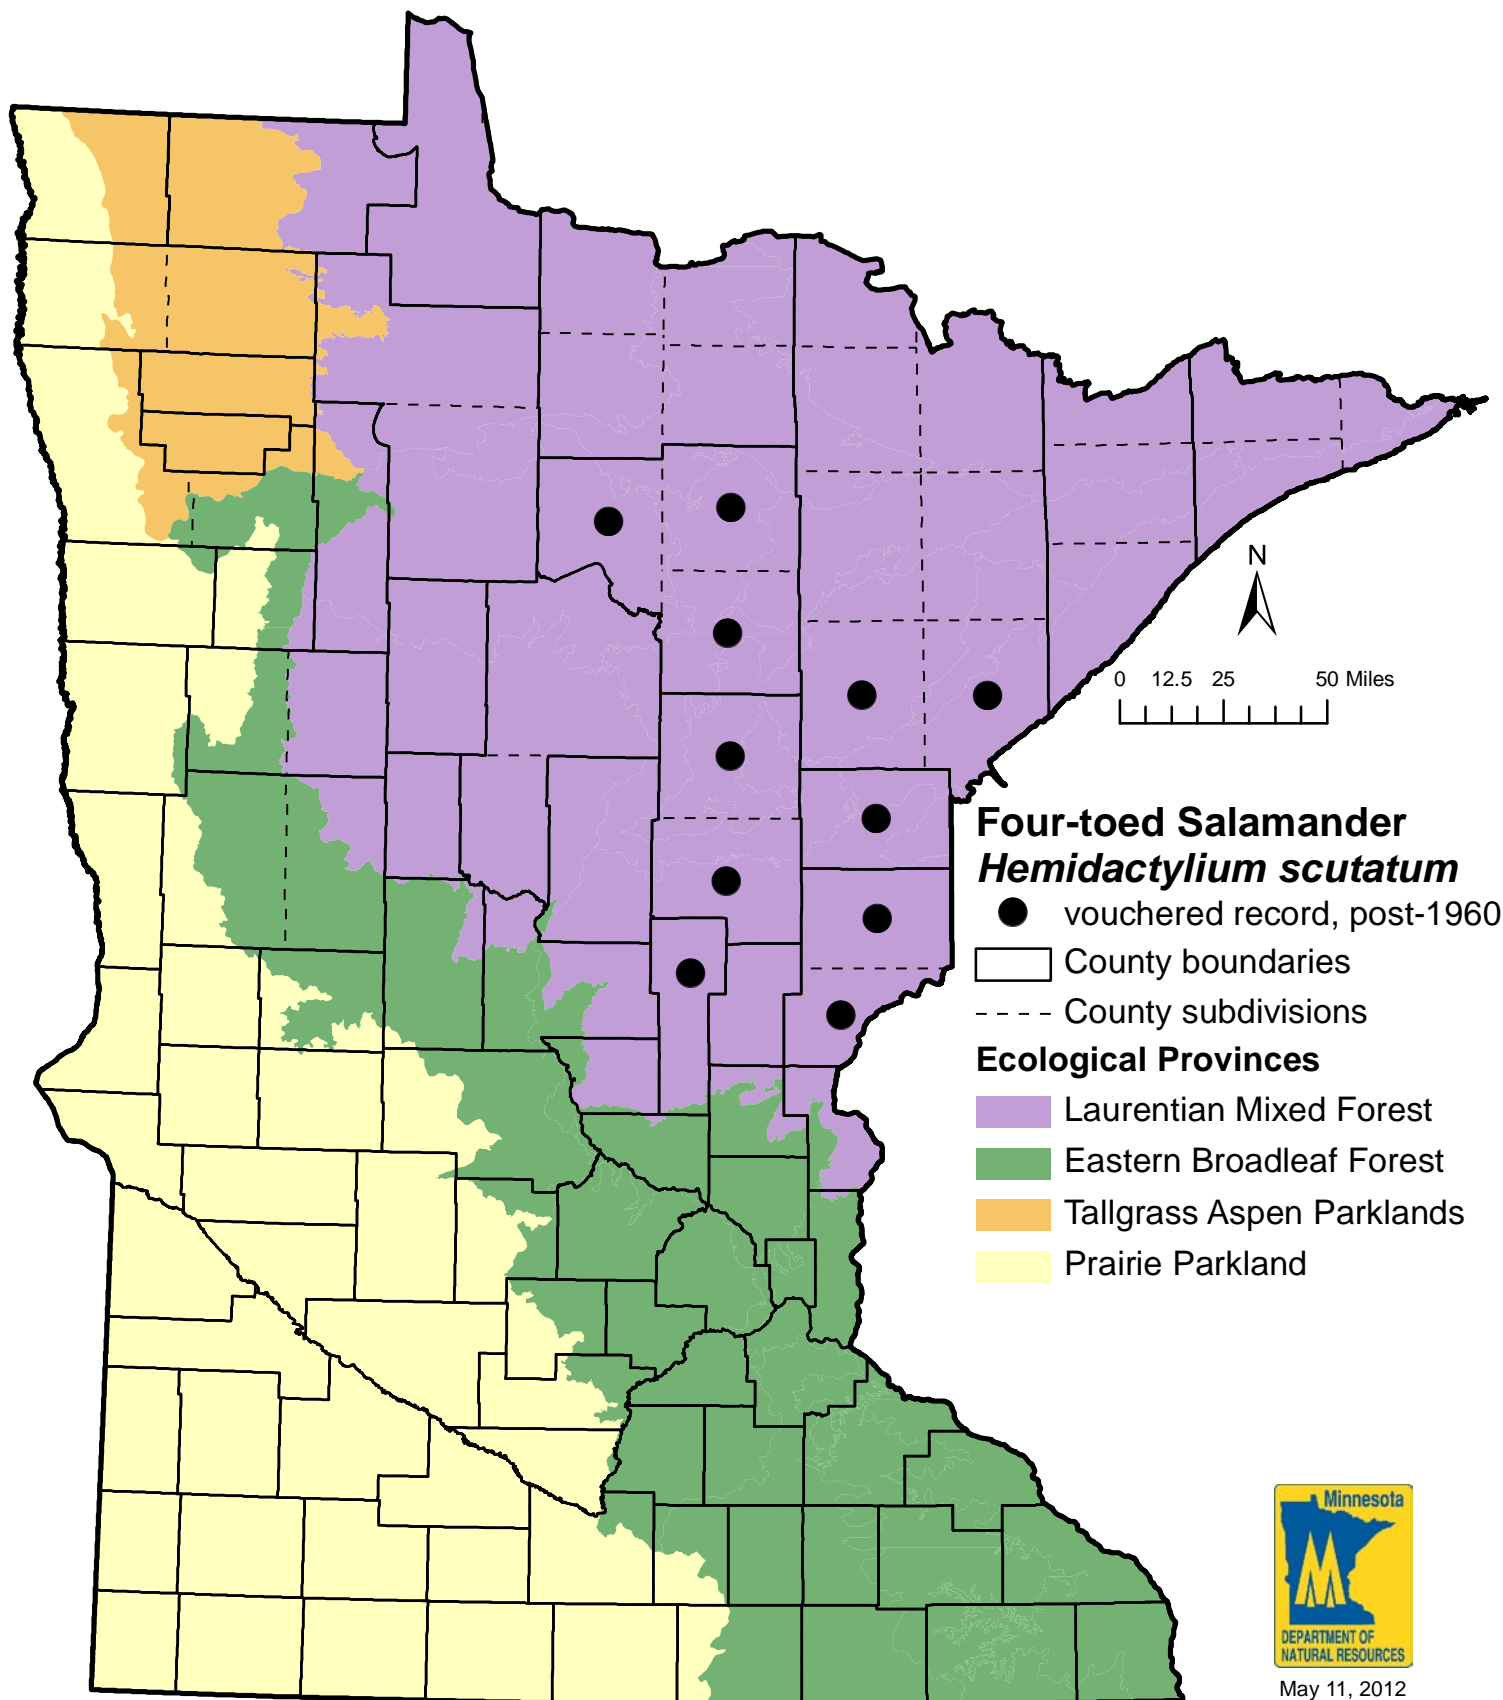 N
0 12.5 25 50 Miles
Four-toed Salamander
Hemidactylium scutatum
vouchered record, post-1960
County boundaries
County subdivisions
Ecological Provinces
Laurentian Mixed Forest
Eastern Broadleaf Forest
Tallgrass Aspen Parklands
Prairie Parkland
Minnesota
DEPARTMENT OF
NATURAL RESOURCES
May 11, 2012